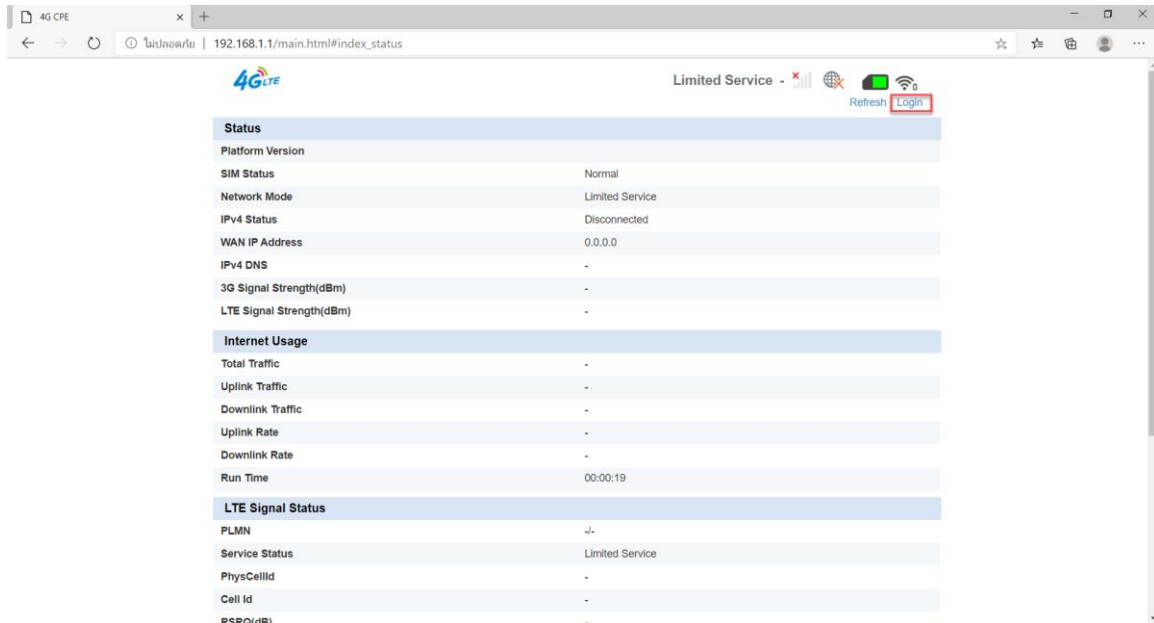 4G CPE
ไม่ปลอดภัย | 192.168.1.1/main.html#index_status
4G LTE
Limited Service -
0
Refresh Login
Status
Platform Version
SIM Status Normal
Network Mode Limited Service
IPv4 Status Disconnected
WAN IP Address 0.0.0.0
IPv4 DNS -
3G Signal Strength(dBm) -
LTE Signal Strength(dBm) -
Internet Usage
Total Traffic -
Uplink Traffic -
Downlink Traffic -
Uplink Rate -
Downlink Rate -
Run Time 00:00:19
LTE Signal Status
PLMN -/-
Service Status Limited Service
PhysCellId -
Cell Id -
RSRQ(dB) -